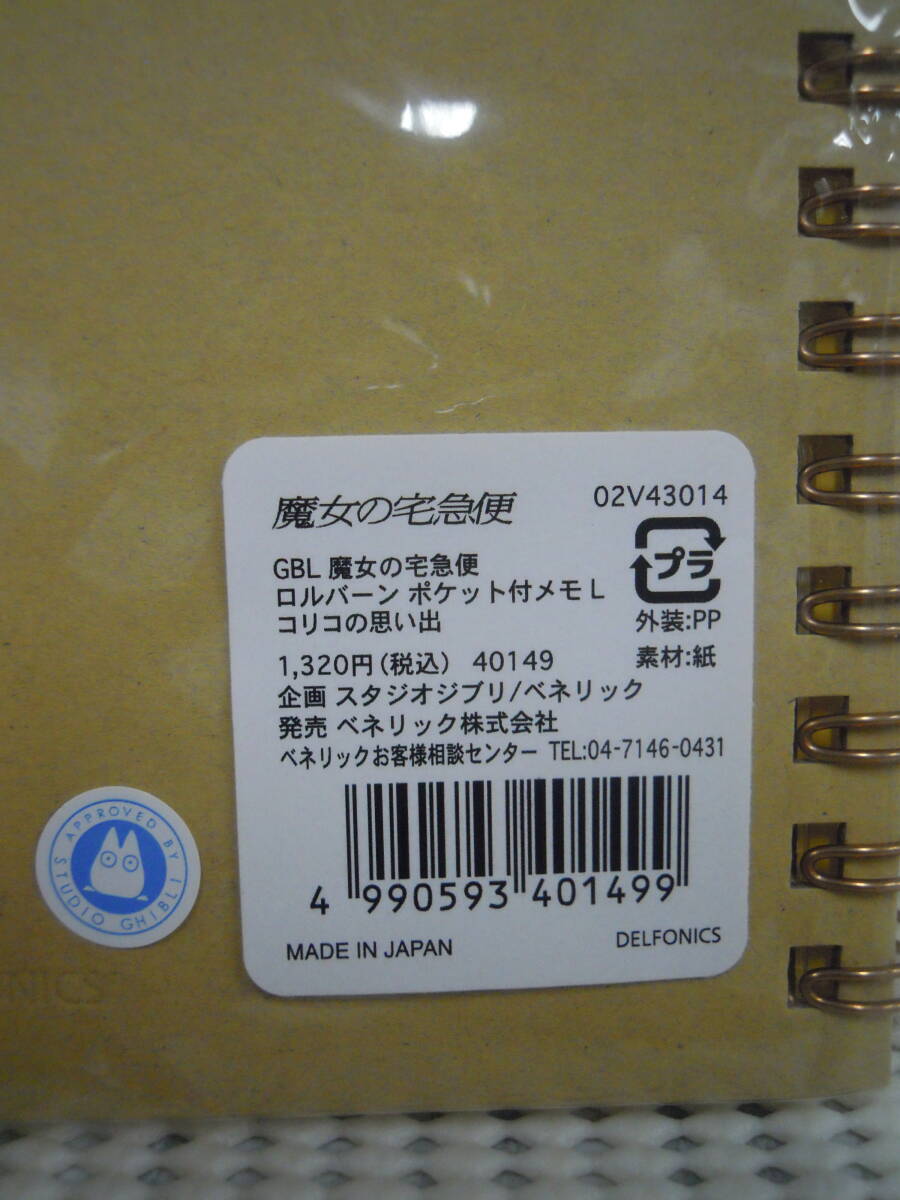 魔女の宅急便
02V43014
GBL 魔女の宅急便
ロルバーン ポケット付メモ L
コリコの思い出
プラ
外装:PP
素材:紙
1,320円(税込) 40149
企画 スタジオジブリ/ベネリック
発売 ベネリック株式会社
ベネリックお客様相談センター TEL:04-7146-0431
4 990593 401499
MADE IN JAPAN
DELFONICS
APPROVED BY
STUDIO GHIBLI
NICS